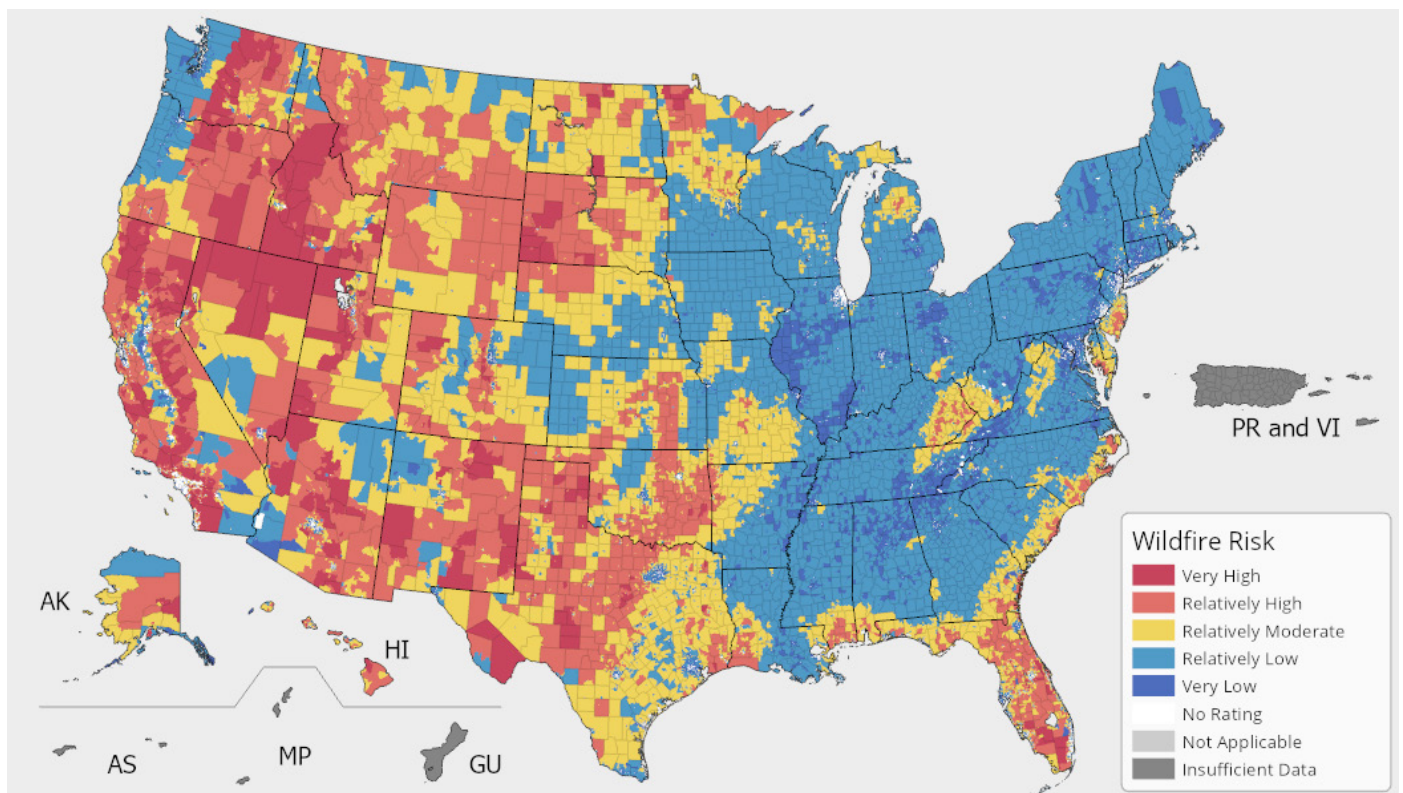 PR and VI
AK
HI
AS
MP
GU
Wildfire Risk
Very High
Relatively High
Relatively Moderate
Relatively Low
Very Low
No Rating
Not Applicable
Insufficient Data